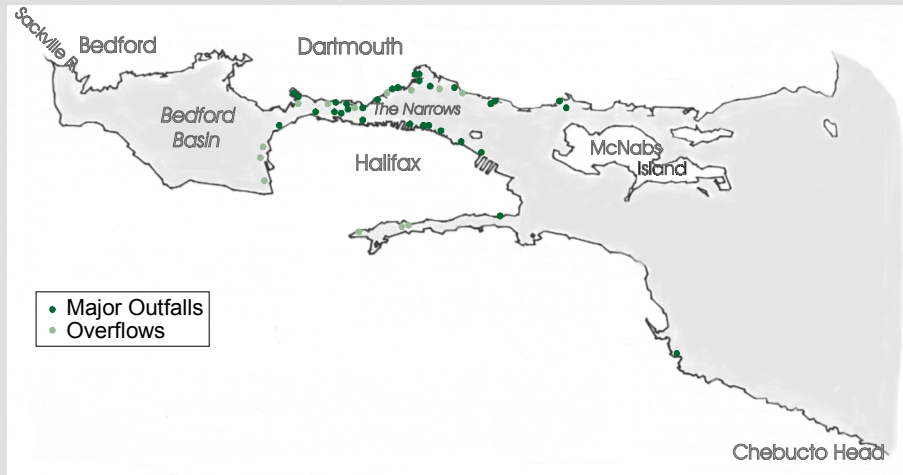 Sackville R.
Bedford
Dartmouth
Bedford
Basin
The Narrows
Halifax
McNabs
Island
Major Outfalls
Overflows
Chebucto Head